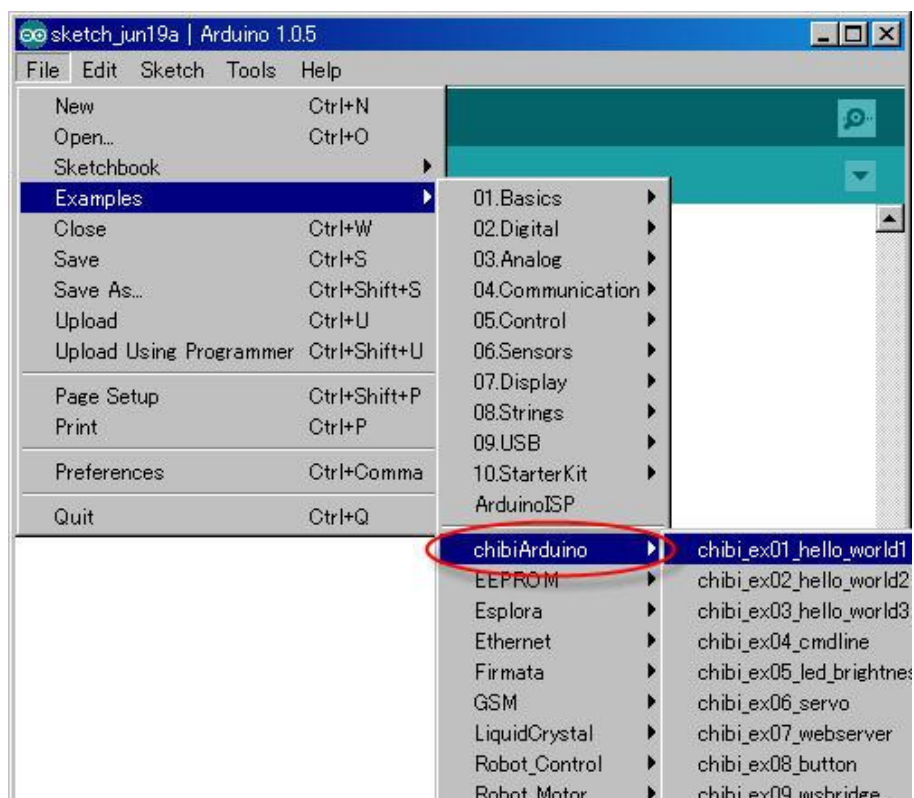 sketch_jun19a | Arduino 1.0.5
File Edit Sketch Tools Help
New Ctrl+N
Open... Ctrl+O
Sketchbook
Examples
Close Ctrl+W
Save Ctrl+S
Save As... Ctrl+Shift+S
Upload Ctrl+U
Upload Using Programmer Ctrl+Shift+U
Page Setup Ctrl+Shift+P
Print Ctrl+P
Preferences Ctrl+Comma
Quit Ctrl+Q
01.Basics
02.Digital
03.Analog
04.Communication
05.Control
06.Sensors
07.Display
08.Strings
09.USB
10.StarterKit
ArduinoISP
chibiArduino
EEPROM
Esplora
Ethernet
Firmata
GSM
LiquidCrystal
Robot_Control
Robot_Motor
chibi_ex01_hello_world1
chibi_ex02_hello_world2
chibi_ex03_hello_world3
chibi_ex04_cmdline
chibi_ex05_led_brightnes
chibi_ex06_servo
chibi_ex07_webserver
chibi_ex08_button
chibi_ex09_wsbridge